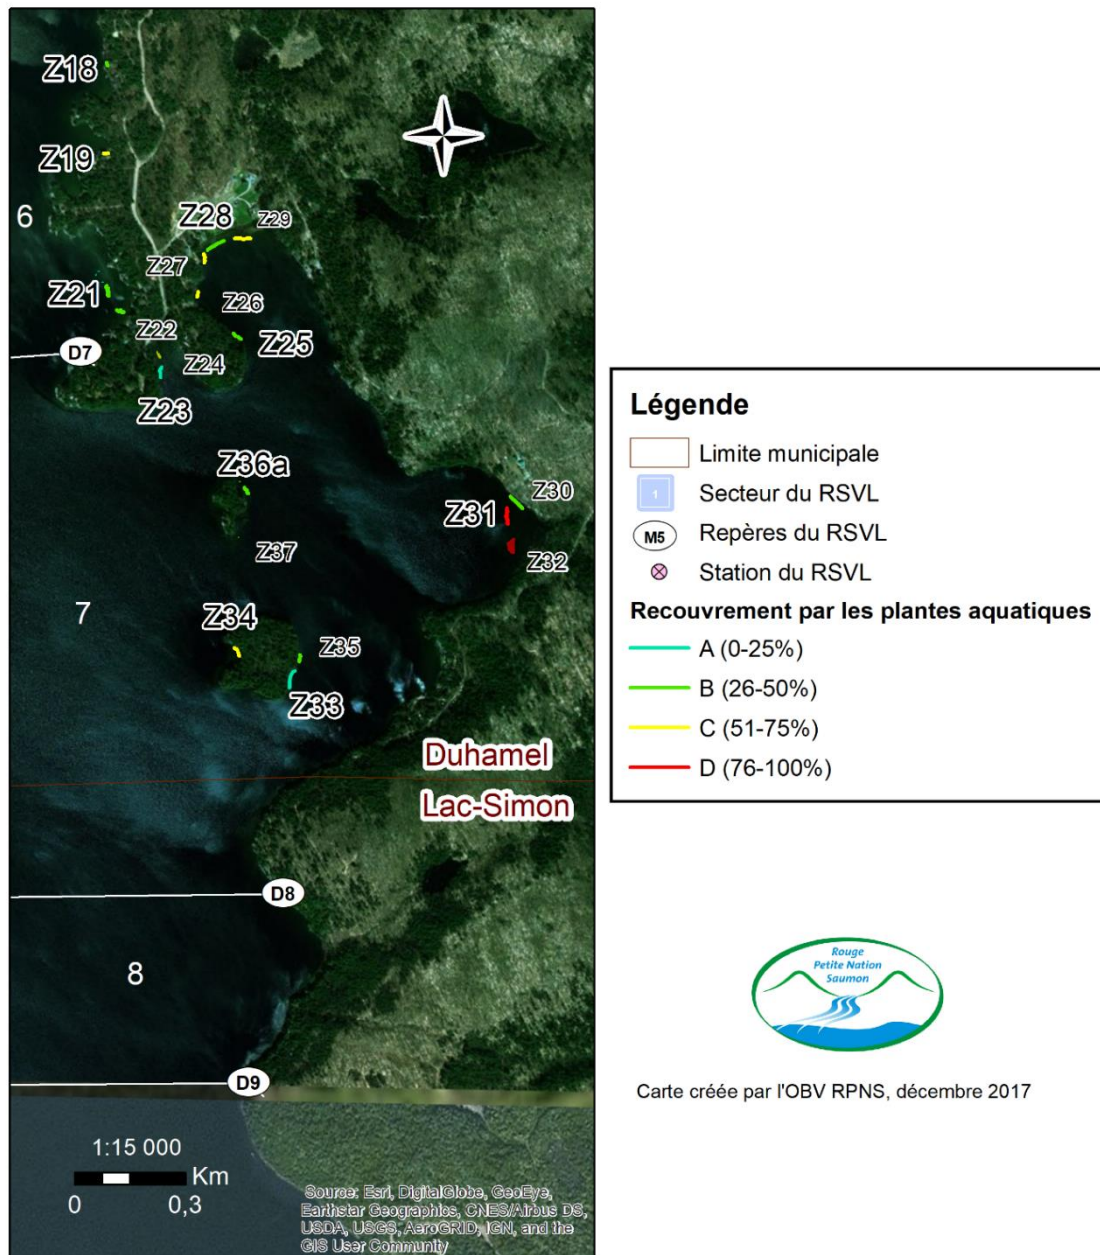 Z18
Z19
6
Z28
Z29
Z27
Z21
Z26
Z22
Z25
D7
Z24
Z23
Z36a
Z30
Z31
Z37
Z32
7
Z34
Z35
Z33
Duhamel
Lac-Simon
D8
8
D9
1:15 000
Km
0 0,3
Source: Esri, DigitalGlobe, GeoEye,
Earthstar Geographics, CNES/Airbus DS,
USDA, USGS, AeroGRID, IGN, and the
GIS User Community
Légende
Limite municipale
1 Secteur du RSVL
M5 Repères du RSVL
Station du RSVL
Recouvrement par les plantes aquatiques
A (0-25%)
B (26-50%)
C (51-75%)
D (76-100%)
Rouge
Petite Nation
Saumon
Carte créée par l'OBV RPNS, décembre 2017